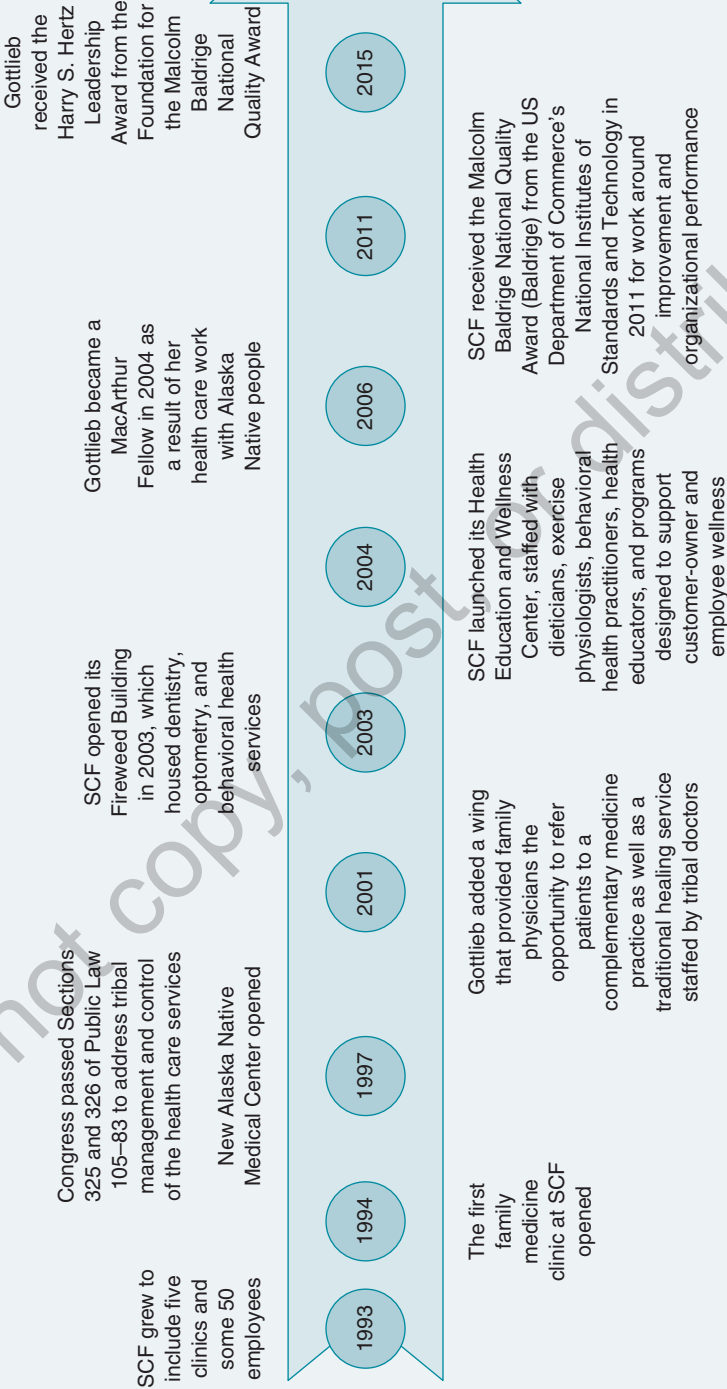 SCF grew to
include five
clinics and
some 50
employees
1993
The first
family
medicine
clinic at SCF
opened
1994
Congress passed Sections
325 and 326 of Public Law
105–83 to address tribal
management and control
of the health care services
New Alaska Native
Medical Center opened
1997
Gottlieb added a wing
that provided family
physicians the
opportunity to refer
patients to a
complementary medicine
practice as well as a
traditional healing service
staffed by tribal doctors
2001
SCF opened its
Fireweed Building
in 2003, which
housed dentistry,
optometry, and
behavioral health
services
2003
SCF launched its Health
Education and Wellness
Center, staffed with
dieticians, exercise
physiologists, behavioral
health practitioners, health
educators, and programs
designed to support
customer-owner and
employee wellness
2004
Gottlieb became a
MacArthur
Fellow in 2004 as
a result of her
health care work
with Alaska
Native people
2006
SCF received the Malcolm
Baldrige National Quality
Award (Baldrige) from the US
Department of Commerce's
National Institutes of
Standards and Technology in
2011 for work around
improvement and
organizational performance
2011
Gottlieb
received the
Harry S. Hertz
Leadership
Award from the
Foundation for
the Malcolm
Baldrige
National
Quality Award
2015
not copy, post, or